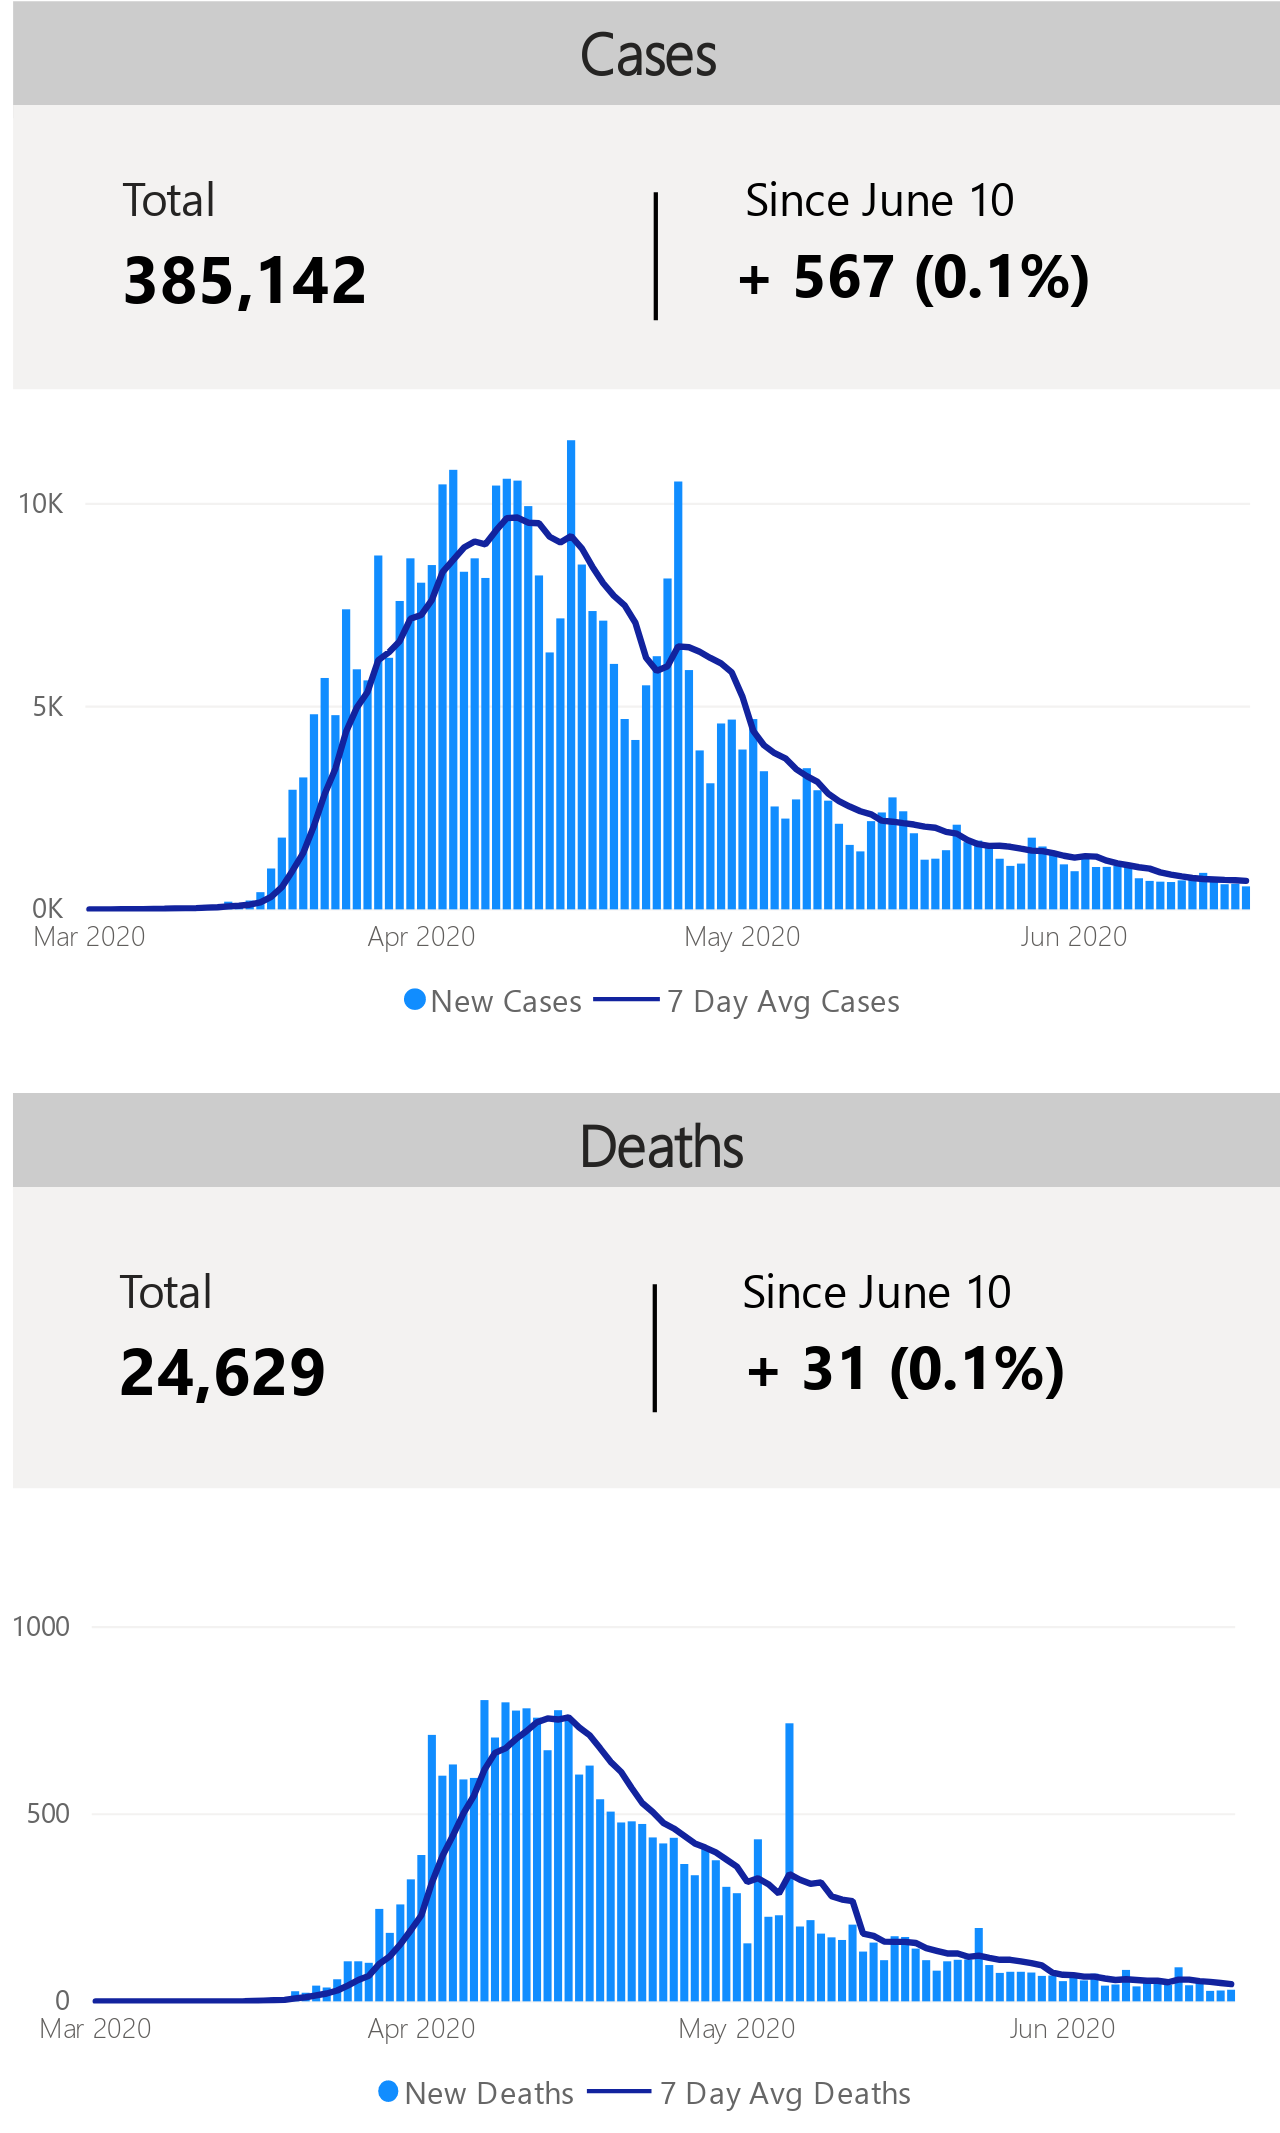 Cases
Total
Since June 10
385,142
+ 567 (0.1%)
10K
5K
0K
Mar 2020
Apr 2020
May 2020
Jun 2020
New Cases
7 Day Avg Cases
Deaths
Total
Since June 10
24,629
+ 31 (0.1%)
1000
500
0
Mar 2020
Apr 2020
May 2020
Jun 2020
New Deaths
7 Day Avg Deaths